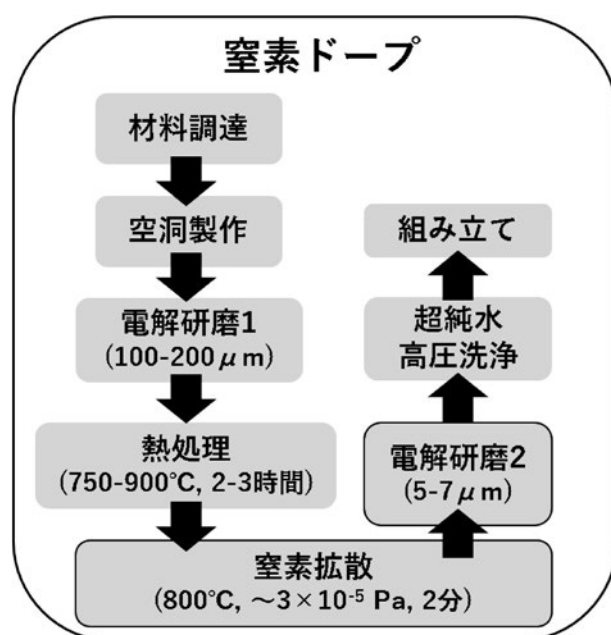 窒素ドープ
材料調達
空洞製作
電解研磨1
(100-200μm)
熱処理
(750-900℃, 2-3時間)
窒素拡散
(800℃, ～3×10⁻⁵ Pa, 2分)
電解研磨2
(5-7μm)
超純水
高圧洗浄
組み立て